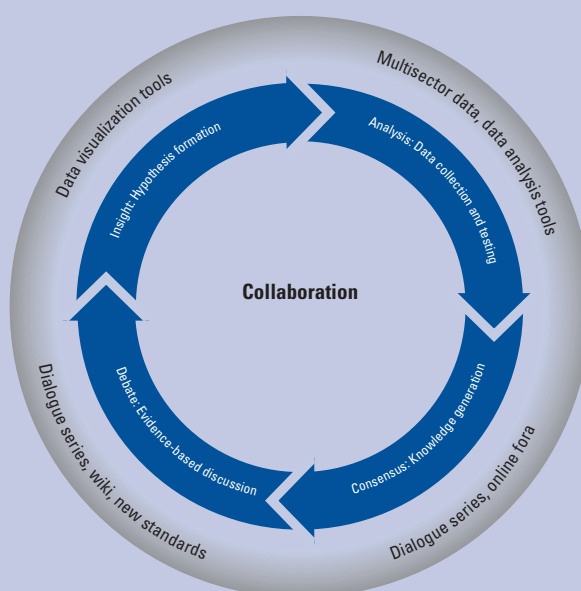 Data visualization tools
Multisector data, data analysis tools
Insight: Hypothesis formation
Analysis: Data collection and testing
Collaboration
Debate: Evidence-based discussion
Consensus: Knowledge generation
Dialogue series, wiki, new standards
Dialogue series, online fora